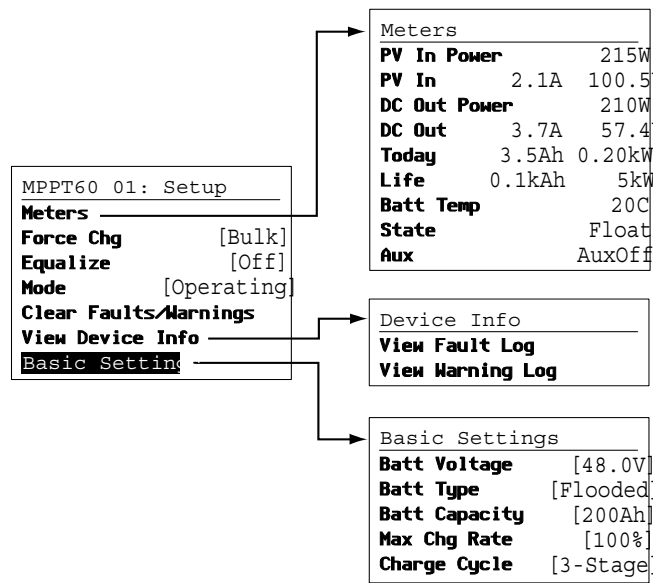 MPPT60 01: Setup
Meters
Force Chg [Bulk]
Equalize [Off]
Mode [Operating]
Clear Faults/Warnings
View Device Info
Basic Setting
Meters
PV In Power 215W
PV In 2.1A 100.5
DC Out Power 210W
DC Out 3.7A 57.4
Today 3.5Ah 0.20kW
Life 0.1kAh 5kW
Batt Temp 20C
State Float
Aux AuxOff
Device Info
View Fault Log
View Warning Log
Basic Settings
Batt Voltage [48.0V]
Batt Type [Flooded]
Batt Capacity [200Ah]
Max Chg Rate [100%]
Charge Cycle [3-Stage]